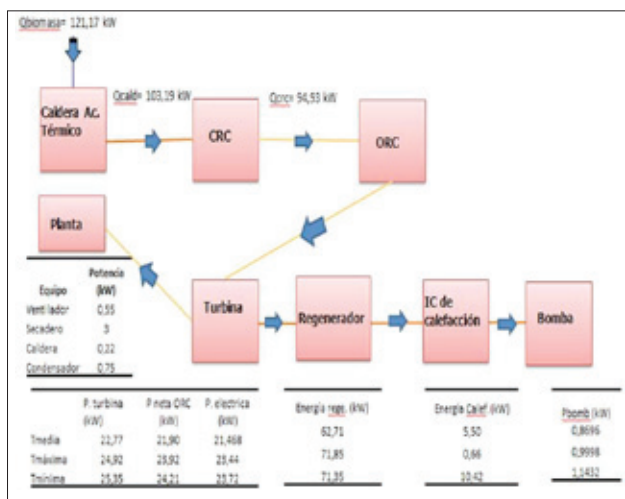 Qbiomasa= 121,17 kW
Qcald= 103,19 kW
Qcrc= 94,93 kW
Caldera Ac.
Térmico
CRC
ORC
Planta
Potencia
Equipo (kW)
Ventilador 0,55
Secadero 3
Caldera 0,22
Condensador 0,75
Turbina
Regenerador
IC de
calefacción
Bomba
P. turbina P neta ORC P. electrica
(kW) (kW) (kW)
Tmedia 22,77 21,90 21,468
Tmáxima 24,92 23,92 23,44
Tmínima 25,35 24,21 23,72
Energía rege. (kW)
62,71
71,85
71,35
Energía Calef (kW)
5,50
0,66
10,42
Pbomb (kW)
0,8696
0,9998
1,1432